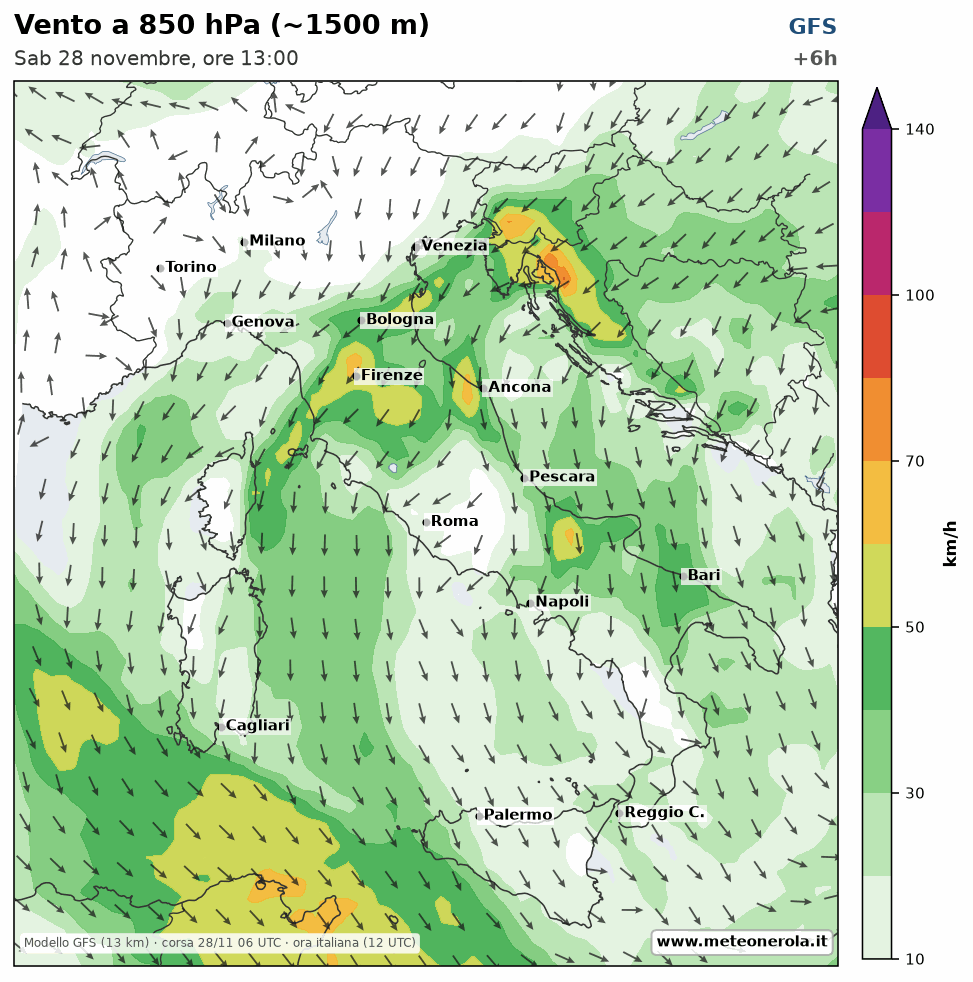 Vento a 850 hPa (~1500 m)
GFS
Sab 28 novembre, ore 13:00
+6h
140
100
70
50
30
10
km/h
Milano
Venezia
Torino
Genova
Bologna
Firenze
Ancona
Pescara
Roma
Bari
Napoli
Cagliari
Palermo
Reggio C.
Modello GFS (13 km) · corsa 28/11 06 UTC · ora italiana (12 UTC)
www.meteonerola.it